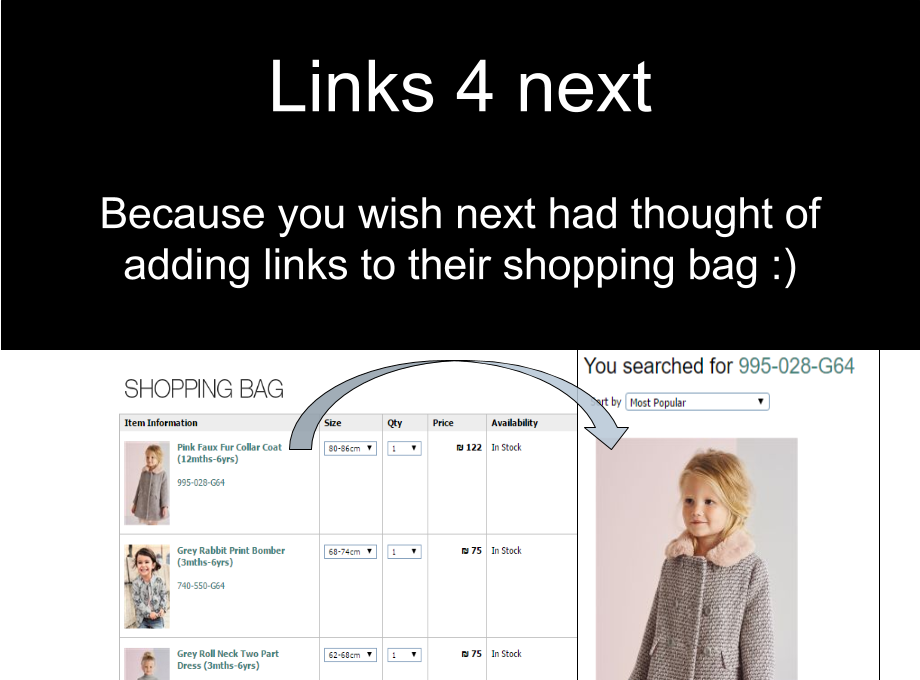 Links 4 next
Because you wish next had thought of
adding links to their shopping bag :)
SHOPPING BAG
Item Information Size Qty Price Availability
Pink Faux Fur Collar Coat
(12mths-6yrs)
995-028-G64
80-86cm 1 ₪ 122 In Stock
Grey Rabbit Print Bomber
(3mths-6yrs)
740-550-G64
68-74cm 1 ₪ 75 In Stock
Grey Roll Neck Two Part
Dress (3mths-6yrs)
62-68cm 1 ₪ 75 In Stock
You searched for 995-028-G64
by Most Popular